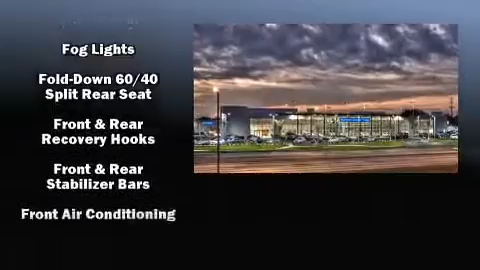 Fog Lights
Fold-Down 60/40
Split Rear Seat
Front & Rear
Recovery Hooks
Front & Rear
Stabilizer Bars
Front Air Conditioning